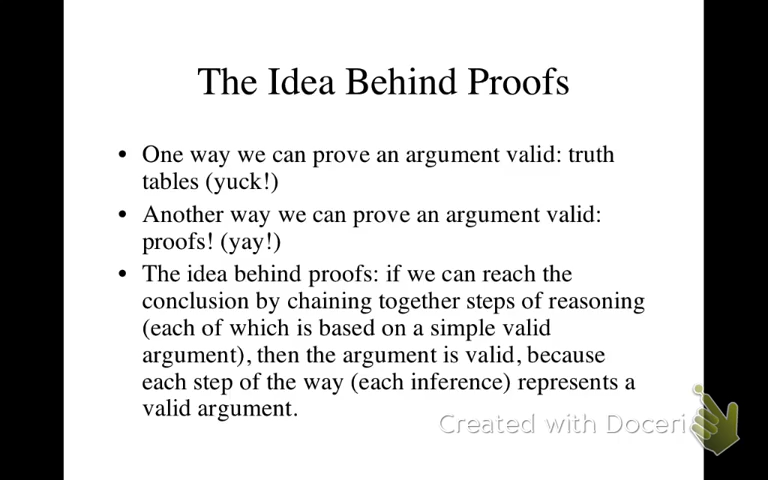 The Idea Behind Proofs
• One way we can prove an argument valid: truth
tables (yuck!)
• Another way we can prove an argument valid:
proofs! (yay!)
• The idea behind proofs: if we can reach the
conclusion by chaining together steps of reasoning
(each of which is based on a simple valid
argument), then the argument is valid, because
each step of the way (each inference) represents a
valid argument.
Created with Doceri